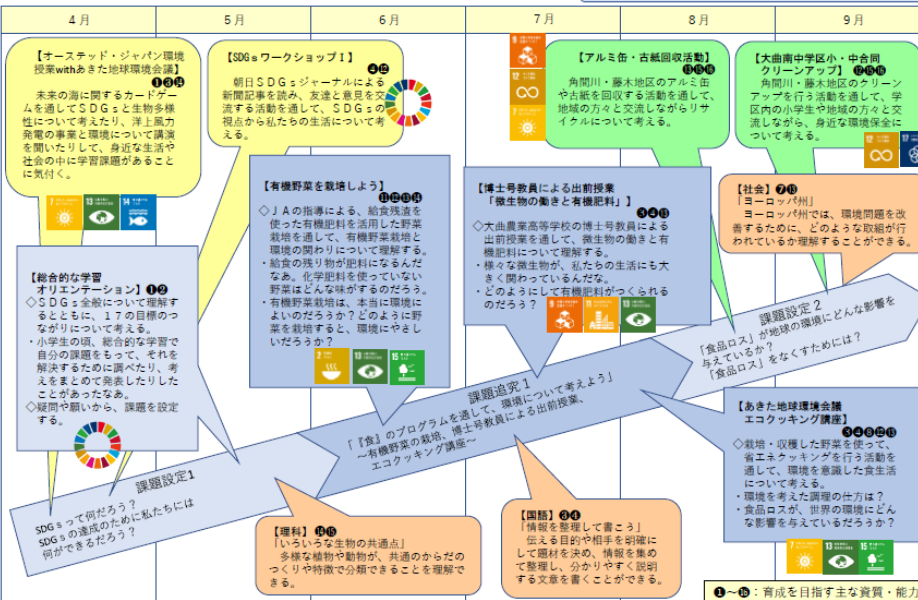 4月
5月
6月
7月
8月
9月
【オーステッド・ジャパン環境
授業withあきた地球環境会議】
❶❸⓮
未来の海に関するカードゲー
ムを通してSDGsと生物多様
性について考えたり、洋上風力
発電の事業と環境について講演
を聞いたりして、身近な生活や
社会の中に学習課題があること
に気付く。
7
13
14
【SDGsワークショップⅠ】
❹⓬
朝日SDGsジャーナルによる
新聞記事を読み、友達と意見を交
流する活動を通して、SDGsの
視点から私たちの生活について考
える。
9
12
7
【アルミ缶・古紙回収活動】
⓭⓯⓰
角間川・藤木地区のアルミ缶
や古紙を回収する活動を通して、
地域の方々と交流しながらリサ
イクルについて考える。
【大曲南中学区小・中合同
クリーンアップ】⓬⓯⓰
角間川・藤木地区のクリーン
アップを行う活動を通して、学
区内の小学生や地域の方々と交
流しながら、身近な環境保全に
ついて考える。
12
17
【有機野菜を栽培しよう】
⓫⓬⓭⓮
◇JAの指導による、給食残渣を
使った有機肥料を活用した野菜
栽培を通して、有機野菜栽培と
環境の関わりについて理解する。
・給食の残り物が肥料になるんだ
なあ。化学肥料を使っていない
野菜はどんな味がするのだろう。
・有機野菜栽培は、本当に環境に
よいのだろうか?どのように野
菜を栽培すると、環境にやさし
いだろうか?
2
13
15
【博士号教員による出前授業
「微生物の働きと有機肥料」】
❸❹⓭
◇大曲農業高等学校の博士号教員による
出前授業を通して、微生物の働きと有
機肥料について理解する。
・様々な微生物が、私たちの生活にも大
きく関わっているんだな。
・どのようにして有機肥料がつくられる
のだろう?
9
11
13
【社会】❼⓭
「ヨーロッパ州」
ヨーロッパ州では、環境問題を改
善するために、どのような取組が行
われているか理解することができる。
【総合的な学習
オリエンテーション】❶❷
◇SDGs全般について理解す
るとともに、17の目標のつ
ながりについて考える。
・小学生の頃、総合的な学習で
自分の課題をもって、それを
解決するために調べたり、考
えをまとめて発表したりした
ことがあったなあ。
◇疑問や願いから、課題を設定
する。
課題設定1
SDGsって何だろう?
SDGsの達成のために私たちには
何ができるだろう?
課題追究1
「『食』のプログラムを通して、環境について考えよう」
~有機野菜の栽培、博士号教員による出前授業、
エコクッキング講座~
課題設定2
「食品ロス」が地球の環境にどんな影響を
与えているか?
「食品ロス」をなくすためには?
【あきた地球環境会議
エコクッキング講座】
❸❹❽⓬⓭
◇栽培・収穫した野菜を使って、
省エネクッキングを行う活動を
通して、環境を意識した食生活
について考える。
・環境を考えた調理の仕方は?
・食品ロスが、世界の環境にどん
な影響を与えているだろうか?
7
13
15
【理科】⓮⓯
「いろいろな生物の共通点」
多様な植物や動物が、共通のからだの
つくりや特徴で分類できることを理解で
きる。
【国語】❸❹
「情報を整理して書こう」
伝える目的や相手を明確に
して題材を決め、情報を集め
て整理し、分かりやすく説明
する文章を書くことができる。
❶~⓰:育成を目指す主な資質・能力